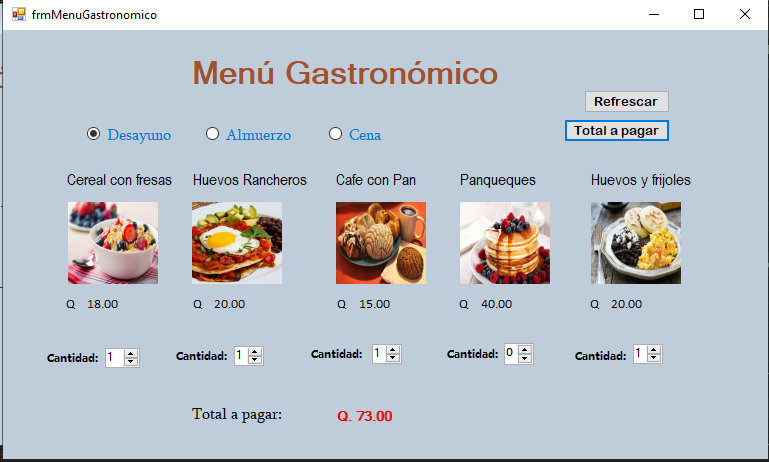 frmMenuGastronomico
Menú Gastronómico
Refrescar
Total a pagar
Desayuno Almuerzo Cena
Cereal con fresas Huevos Rancheros Cafe con Pan Panqueques Huevos y frijoles
Q 18.00 Q 20.00 Q 15.00 Q 40.00 Q 20.00
Cantidad: 1 Cantidad: 1 Cantidad: 1 Cantidad: 0 Cantidad: 1
Total a pagar: Q. 73.00